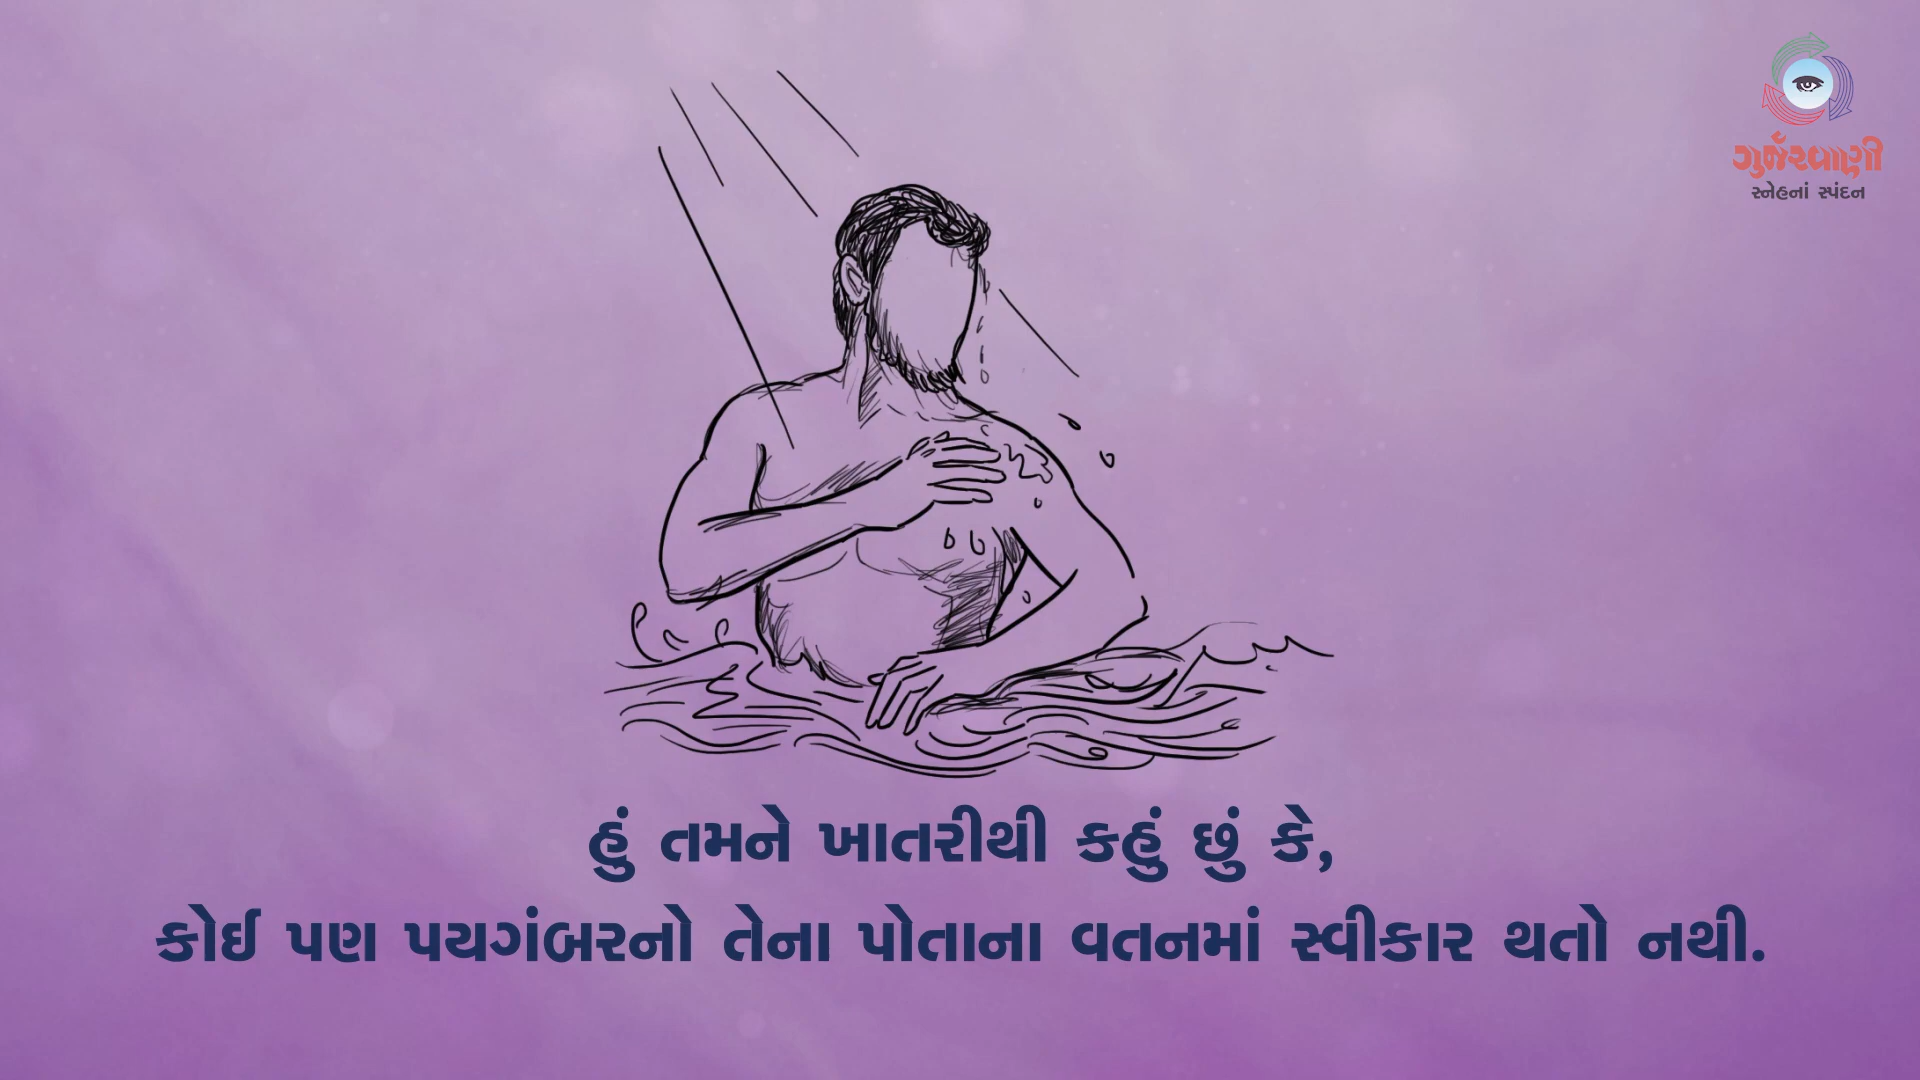 ગુર્જરવાણી
સ્નેહનાં સ્પંદન
હું તમને ખાતરીથી કહું છું કે,
કોઈ પણ પયગંબરનો તેના પોતાના વતનમાં સ્વીકાર થતો નથી.